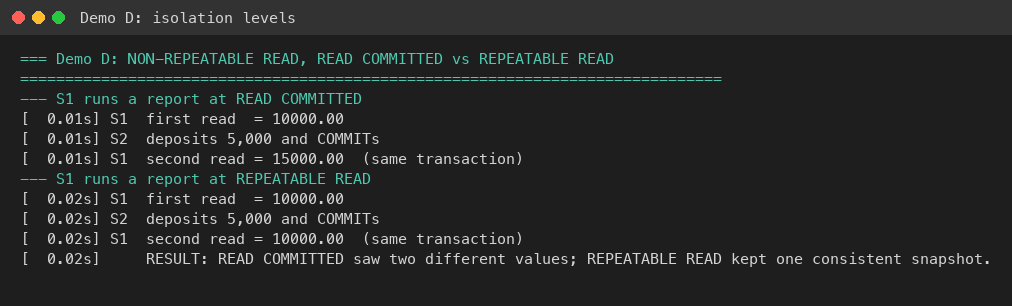 Demo D: isolation levels
=== Demo D: NON-REPEATABLE READ, READ COMMITTED vs REPEATABLE READ
==============================================================================
--- S1 runs a report at READ COMMITTED
[  0.01s] S1  first read  = 10000.00
[  0.01s] S2  deposits 5,000 and COMMITs
[  0.01s] S1  second read = 15000.00  (same transaction)
--- S1 runs a report at REPEATABLE READ
[  0.02s] S1  first read  = 10000.00
[  0.02s] S2  deposits 5,000 and COMMITs
[  0.02s] S1  second read = 10000.00  (same transaction)
[  0.02s]     RESULT: READ COMMITTED saw two different values; REPEATABLE READ kept one consistent snapshot.